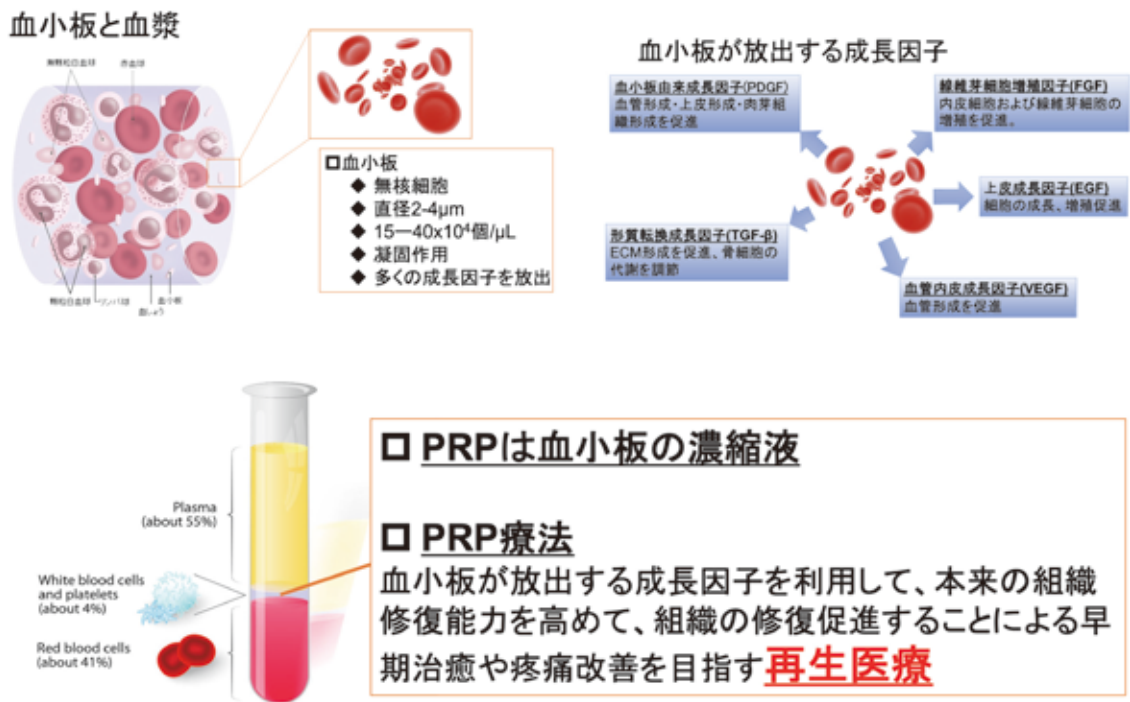 血小板と血漿
無顆粒白血球
赤血球
顆粒白血球
リンパ球
血しょう
血小板
□血小板
◆ 無核細胞
◆ 直径2-4μm
◆ 15ー40x10⁴個/μL
◆ 凝固作用
◆ 多くの成長因子を放出
血小板が放出する成長因子
血小板由来成長因子(PDGF)
血管形成・上皮形成・肉芽組
織形成を促進
線維芽細胞増殖因子(FGF)
内皮細胞および線維芽細胞の
増殖を促進。
上皮成長因子(EGF)
細胞の成長、増殖促進
形質転換成長因子(TGF-β)
ECM形成を促進、骨細胞の
代謝を調節
血管内皮成長因子(VEGF)
血管形成を促進
Plasma
(about 55%)
White blood cells
and platelets
(about 4%)
Red blood cells
(about 41%)
□ PRPは血小板の濃縮液
□ PRP療法
血小板が放出する成長因子を利用して、本来の組織
修復能力を高めて、組織の修復促進することによる早
期治癒や疼痛改善を目指す再生医療